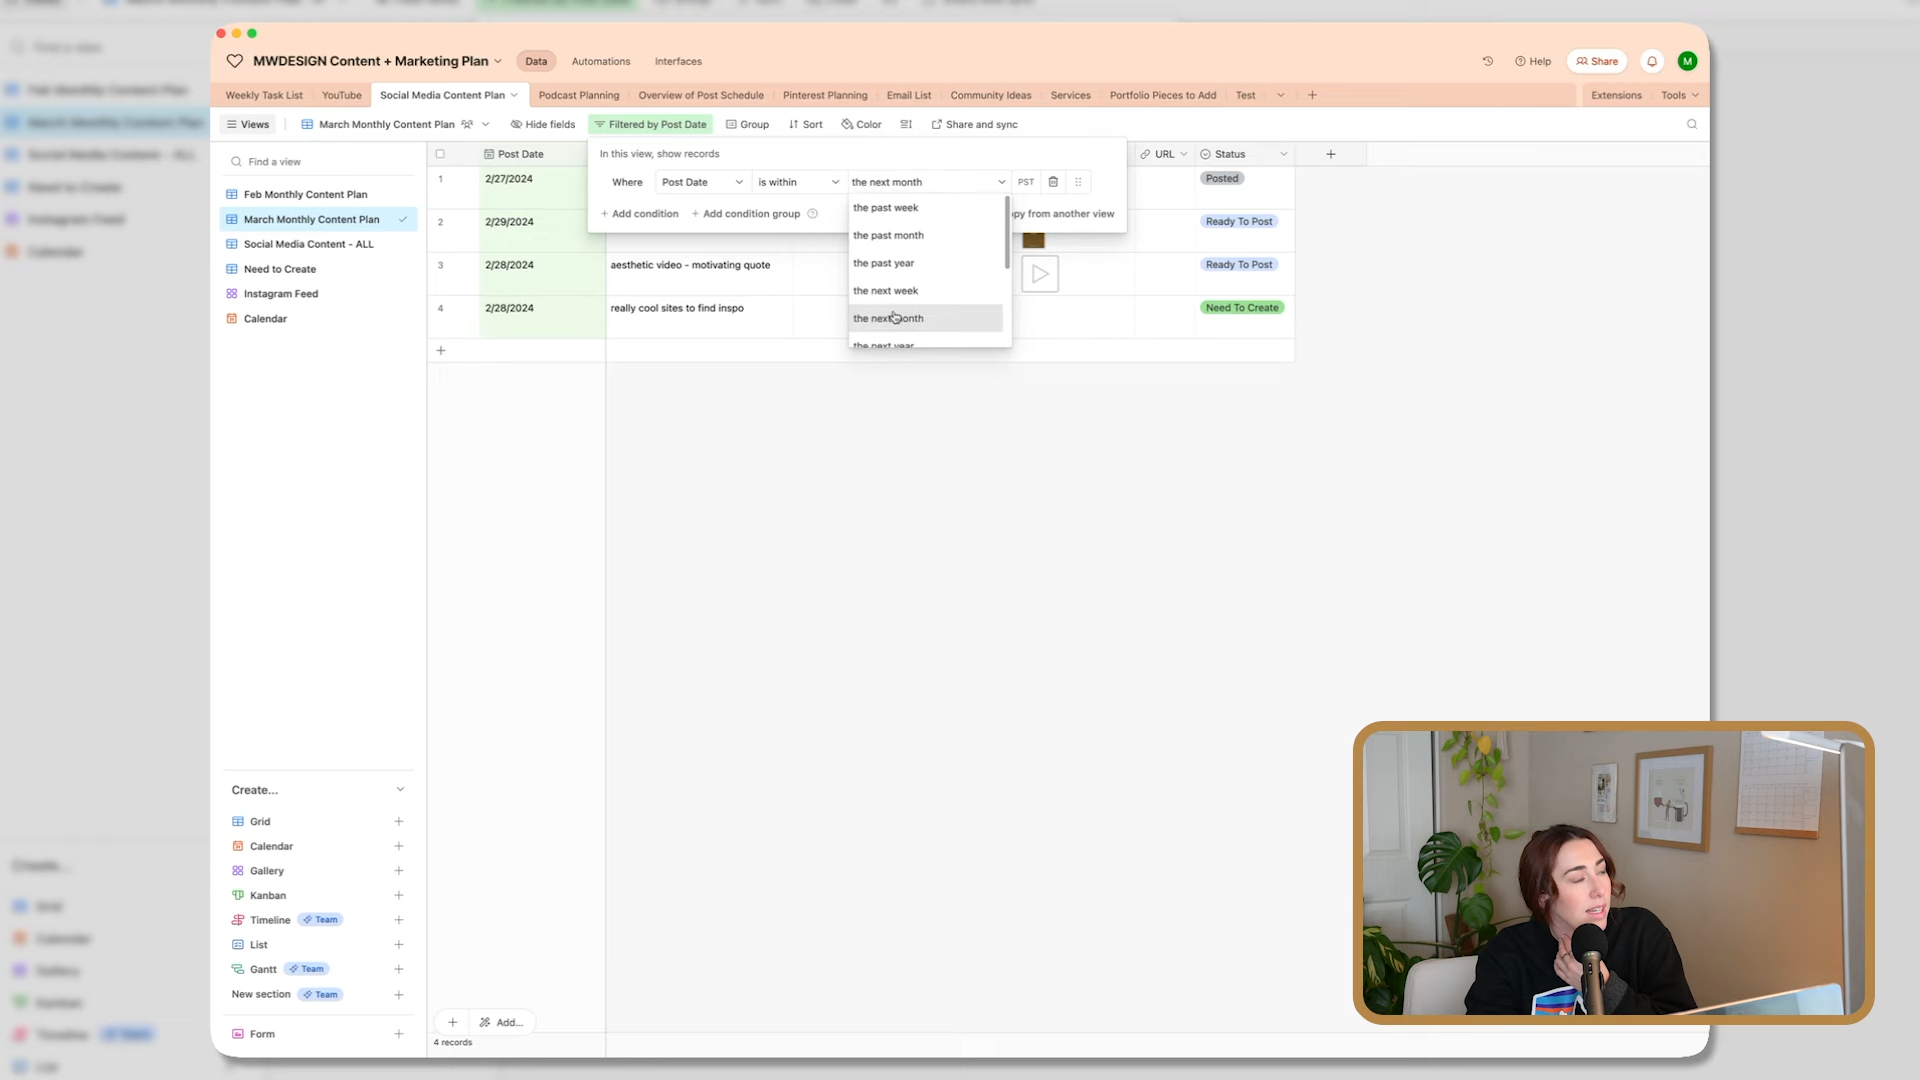 MWDESIGN Content + Marketing Plan
Data
Automations
Interfaces
Help
Share
M
Weekly Task List
YouTube
Social Media Content Plan
Podcast Planning
Overview of Post Schedule
Pinterest Planning
Email List
Community Ideas
Services
Portfolio Pieces to Add
Test
Extensions
Tools
Views
March Monthly Content Plan
Hide fields
Filtered by Post Date
Group
Sort
Color
Share and sync
Find a view
Feb Monthly Content Plan
March Monthly Content Plan
Social Media Content - ALL
Need to Create
Instagram Feed
Calendar
Post Date
URL
Status
In this view, show records
Where
Post Date
is within
the next month
PST
+ Add condition
+ Add condition group
py from another view
the past week
the past month
the past year
the next week
the next month
the next year
1
2/27/2024
Posted
2
2/29/2024
Ready To Post
3
2/28/2024
aesthetic video - motivating quote
Ready To Post
4
2/28/2024
really cool sites to find inspo
Need To Create
Create...
Grid
Calendar
Gallery
Kanban
Timeline
Team
List
Gantt
Team
New section
Team
Form
Add...
4 records